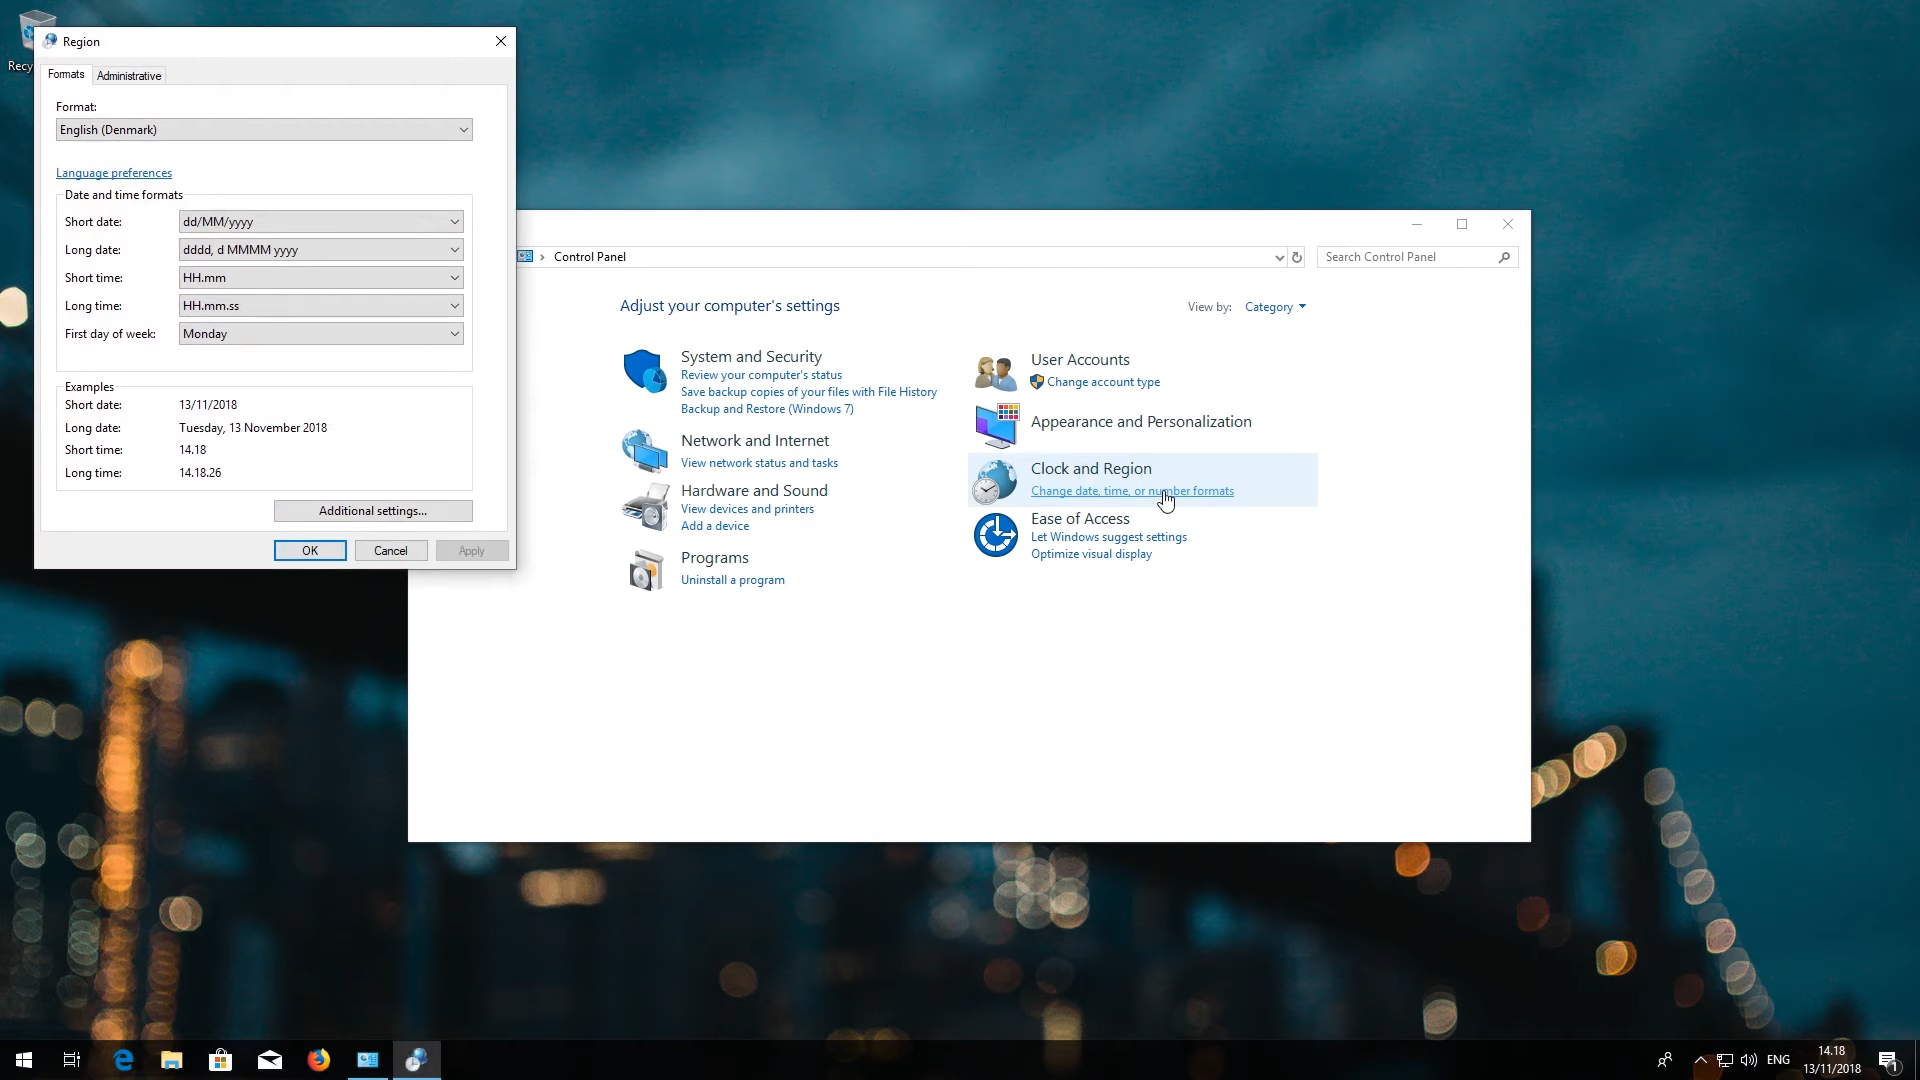 Recy
Region
Formats
Administrative
Format:
English (Denmark)
Language preferences
Date and time formats
Short date: dd/MM/yyyy
Long date: dddd, d MMMM yyyy
Short time: HH.mm
Long time: HH.mm.ss
First day of week: Monday
Examples
Short date: 13/11/2018
Long date: Tuesday, 13 November 2018
Short time: 14.18
Long time: 14.18.26
Additional settings...
OK
Cancel
Apply
Control Panel
Search Control Panel
Adjust your computer's settings
View by: Category
System and Security
Review your computer's status
Save backup copies of your files with File History
Backup and Restore (Windows 7)
Network and Internet
View network status and tasks
Hardware and Sound
View devices and printers
Add a device
Programs
Uninstall a program
User Accounts
Change account type
Appearance and Personalization
Clock and Region
Change date, time, or number formats
Ease of Access
Let Windows suggest settings
Optimize visual display
ENG
14.18
13/11/2018
1